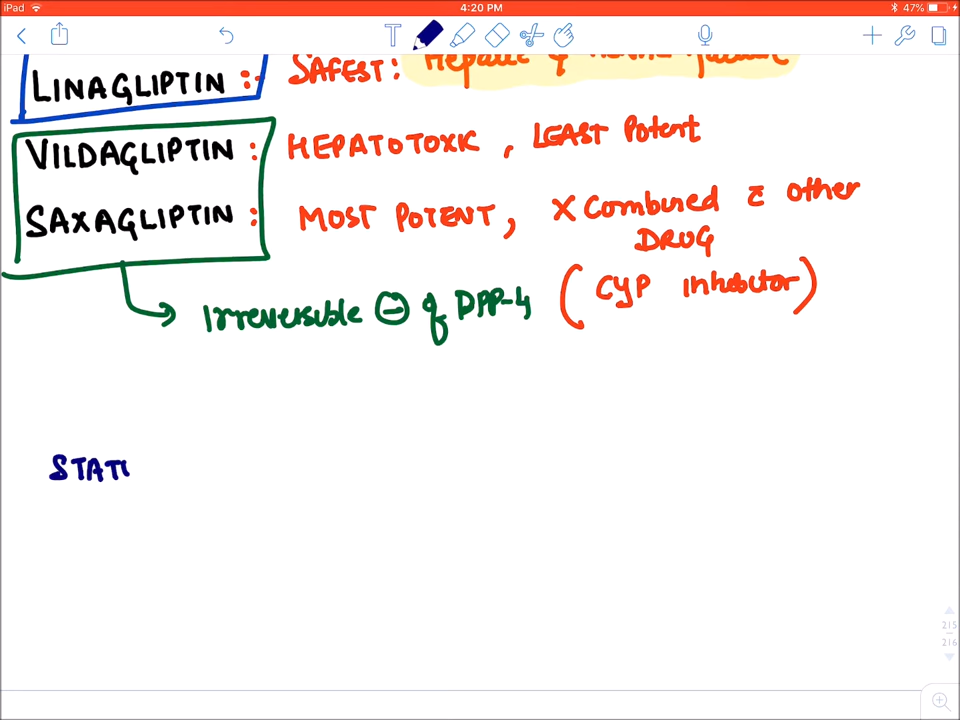 iPad 4:20 PM 47%
T
LINAGLIPTIN :- SAFEST: Hepatic &
VILDAGLIPTIN : HEPATOTOXIC , LEAST Potent
SAXAGLIPTIN : MOST POTENT, X Combined c̄ other
DRUG
(CYP inhibitor)
Irreversible ⊖ of DPP-4
STATI
215
216